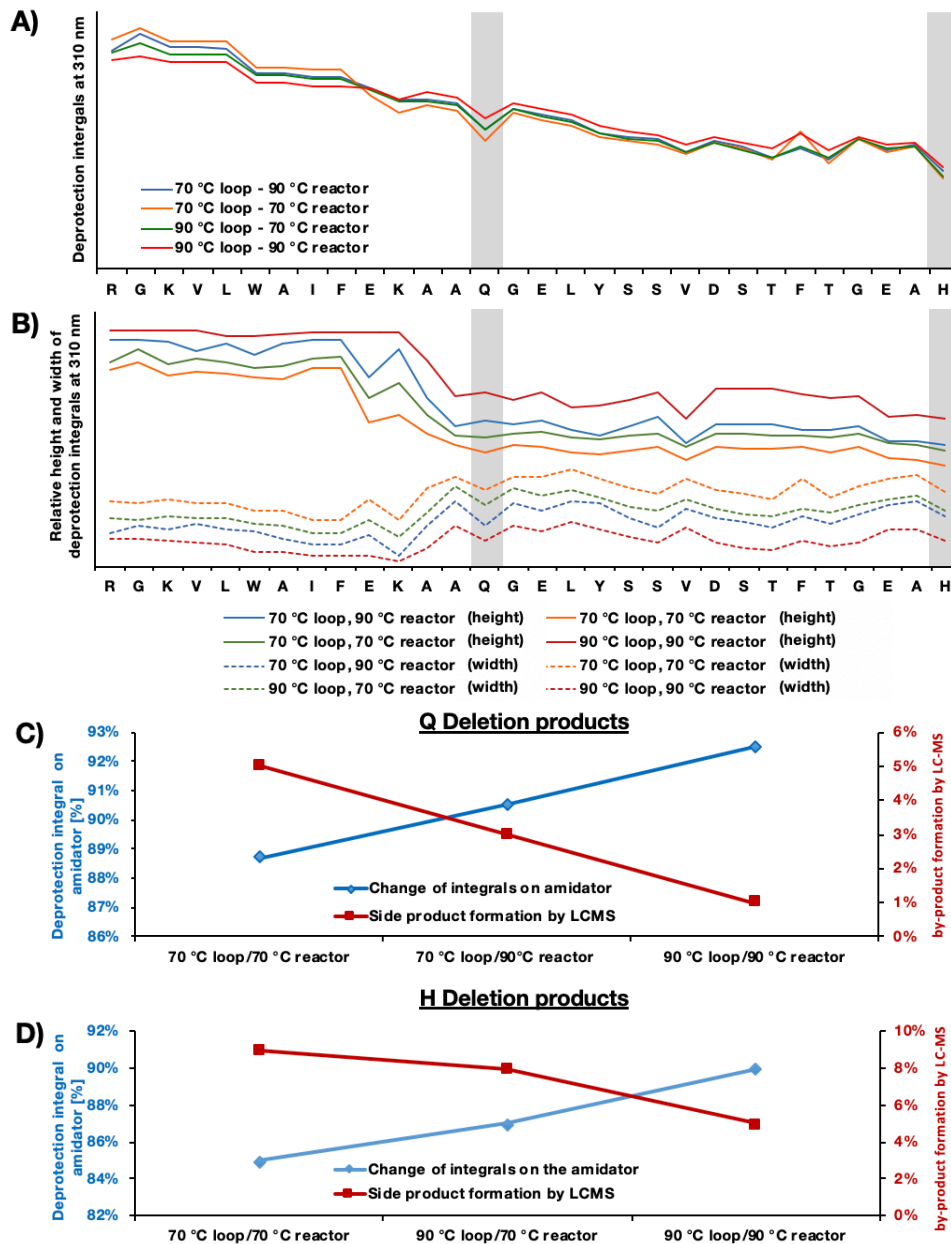 A)
Deprotection intergals at 310 nm
70 °C loop - 90 °C reactor
70 °C loop - 70 °C reactor
90 °C loop - 70 °C reactor
90 °C loop - 90 °C reactor
R G K V L W A I F E K A A Q G E L Y S S V D S T F T G E A H
B)
Relative height and width of
deprotection integrals at 310 nm
R G K V L W A I F E K A A Q G E L Y S S V D S T F T G E A H
70 °C loop, 90 °C reactor (height)
70 °C loop, 70 °C reactor (height)
70 °C loop, 70 °C reactor (height)
90 °C loop, 90 °C reactor (height)
70 °C loop, 90 °C reactor (width)
70 °C loop, 70 °C reactor (width)
90 °C loop, 70 °C reactor (width)
90 °C loop, 90 °C reactor (width)
C)
Q Deletion products
Deprotection integral on
amidator [%]
93%
92%
91%
90%
89%
88%
87%
86%
6%
5%
4%
3%
2%
1%
0%
by-product formation by LC-MS
Change of integrals on amidator
Side product formation by LCMS
70 °C loop/70 °C reactor
70 °C loop/90°C reactor
90 °C loop/90 °C reactor
D)
H Deletion products
Deprotection integral on
amidator [%]
92%
90%
88%
86%
84%
82%
10%
8%
6%
4%
2%
0%
by-product formation by LC-MS
Change of integrals on the amidator
Side product formation by LCMS
70 °C loop/70 °C reactor
90 °C loop/70 °C reactor
90 °C loop/90 °C reactor